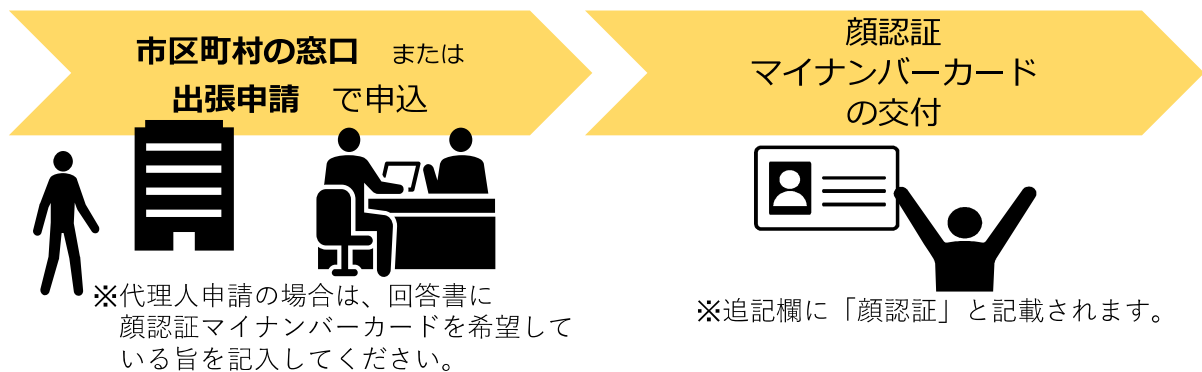 市区町村の窓口　または
出張申請　で申込
※代理人申請の場合は、回答書に
顔認証マイナンバーカードを希望して
いる旨を記入してください。
顔認証
マイナンバーカード
の交付
※追記欄に「顔認証」と記載されます。